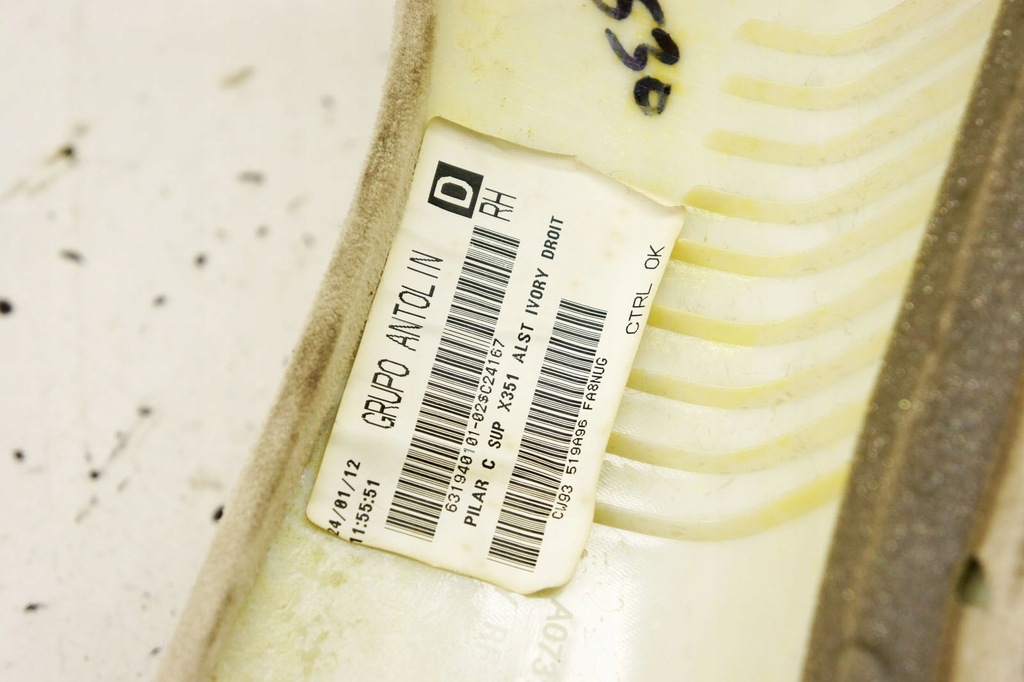 D
RH
GRUPO ANTOLIN
24/01/12
11:55:51
631940101-02$C24167
PILAR C SUP X351 ALST IVORY DROIT
CW93 519A96 FA8NUG
CTRL OK
A073